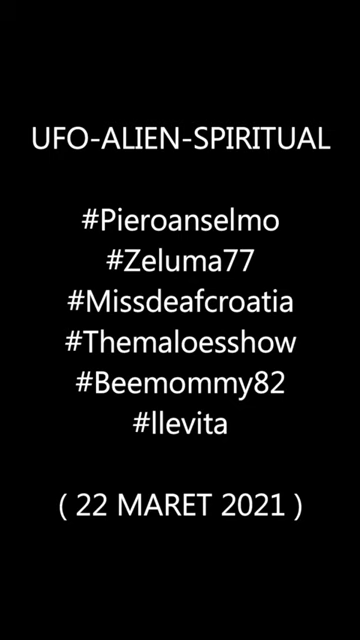 UFO-ALIEN-SPIRITUAL
#Pieroanselmo
#Zeluma77
#Missdeafcroatia
#Themaloesshow
#Beemommy82
#llevita
( 22 MARET 2021 )